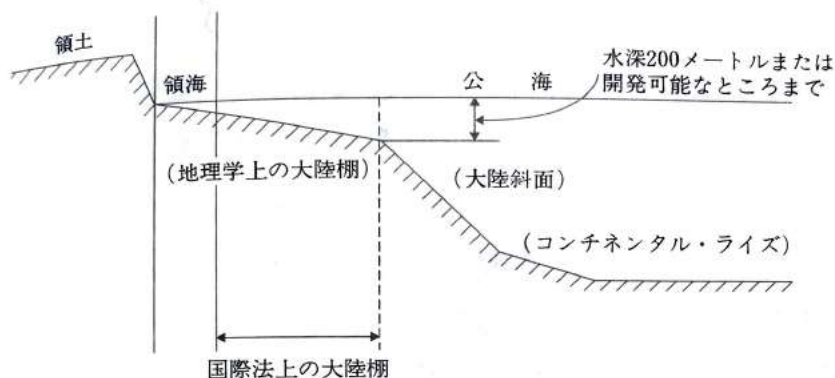 領土
領海
公海
水深200メートルまたは
開発可能なところまで
(地理学上の大陸棚)
(大陸斜面)
(コンチネンタル・ライズ)
国際法上の大陸棚